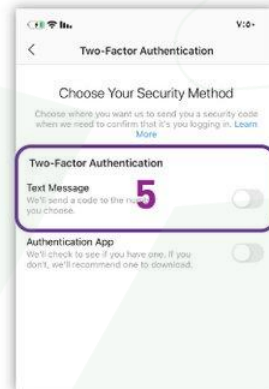 ٧:٥٠
Two-Factor Authentication
Choose Your Security Method
Choose where you want us to send you a security code
when we need to confirm that it's you logging in. Learn
More
Two-Factor Authentication
Text Message
We'll send a code to the
you choose.
5
Authentication App
We'll check to see if you have one. If you
don't, we'll recommend one to download.